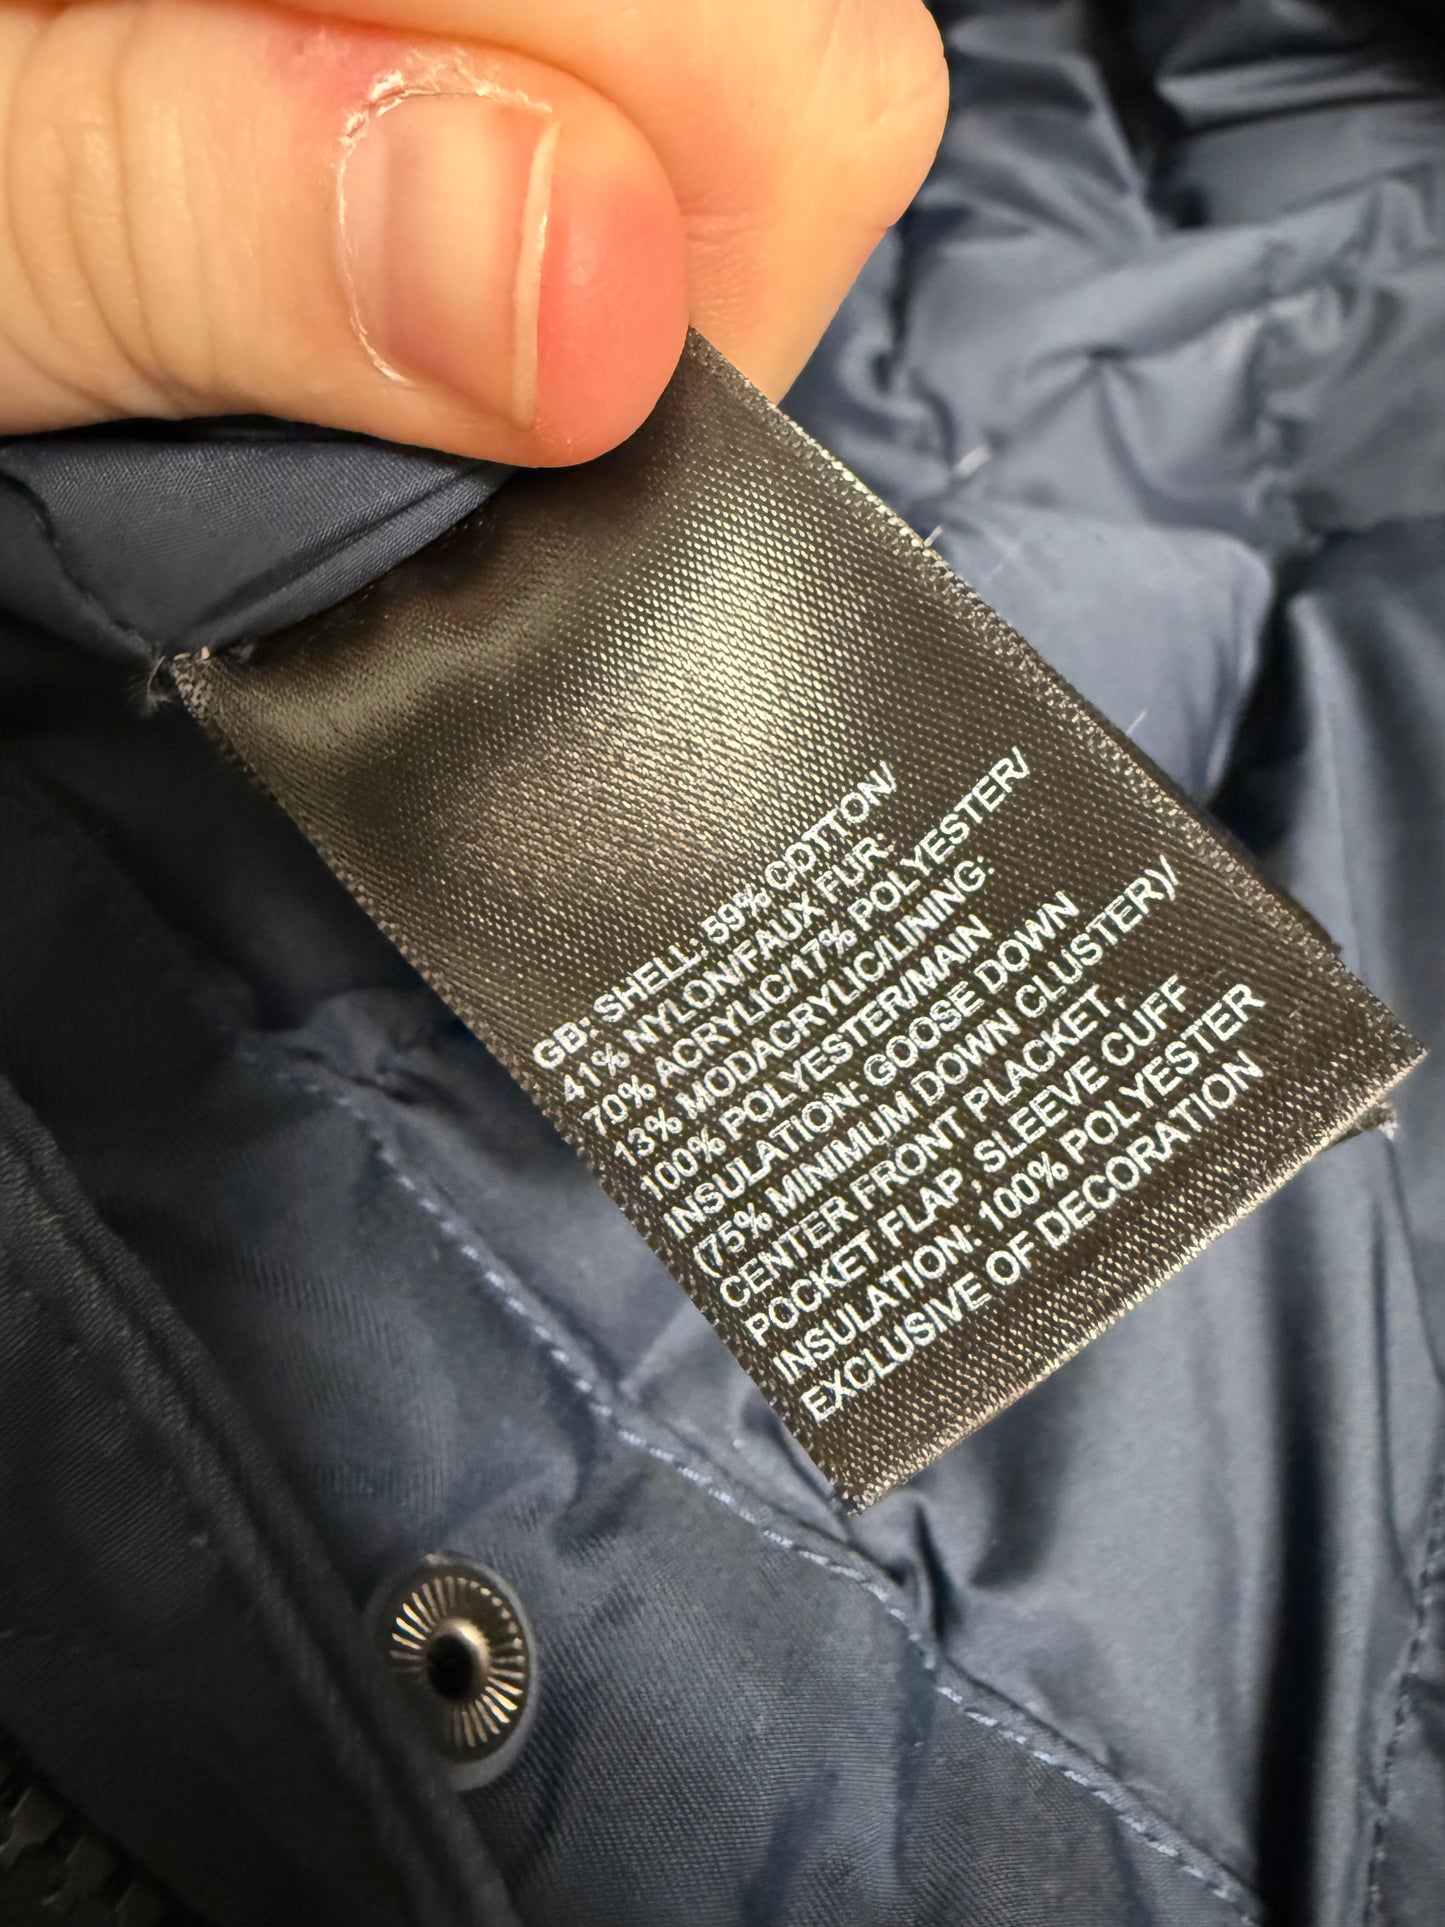 GB: SHELL: 59% COTTON/
41% NYLON/FAUX FUR:
70% ACRYLIC/17% POLYESTER/
13% MODACRYLIC/LINING:
100% POLYESTER/MAIN
INSULATION: GOOSE DOWN
(75% MINIMUM DOWN CLUSTER)/
CENTER FRONT PLACKET,
POCKET FLAP, SLEEVE CUFF
INSULATION: 100% POLYESTER
EXCLUSIVE OF DECORATION